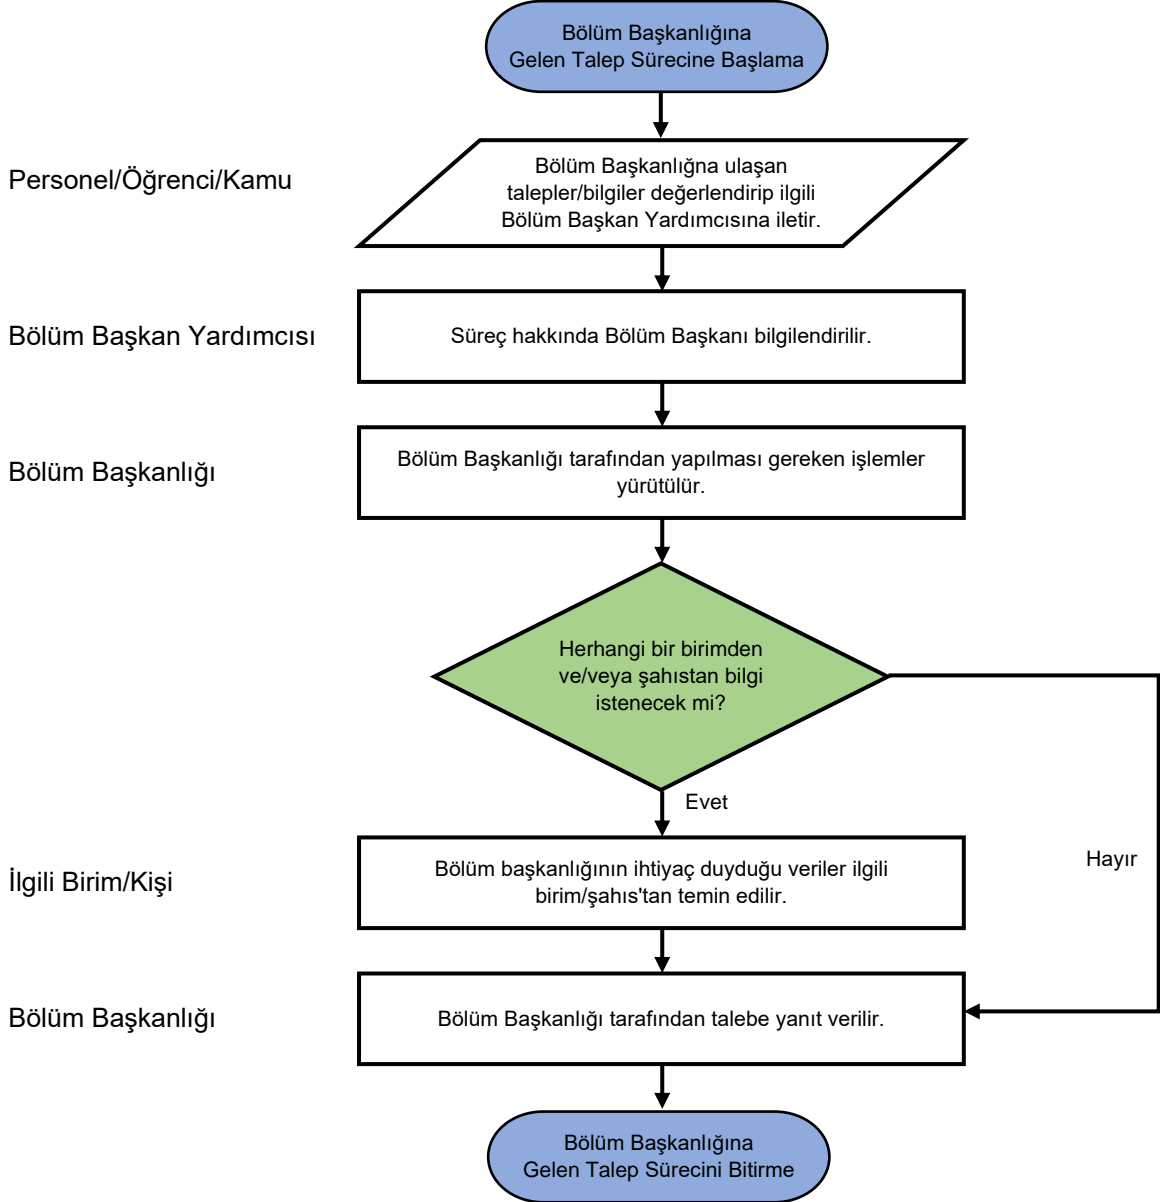 Bölüm Başkanlığına
Gelen Talep Sürecine Başlama
Personel/Öğrenci/Kamu
Bölüm Başkanlığna ulaşan
talepler/bilgiler değerlendirip ilgili
Bölüm Başkan Yardımcısına iletir.
Bölüm Başkan Yardımcısı
Süreç hakkında Bölüm Başkanı bilgilendirilir.
Bölüm Başkanlığı
Bölüm Başkanlığı tarafından yapılması gereken işlemler
yürütülür.
Herhangi bir birimden
ve/veya şahıstan bilgi
istenecek mi?
Evet
Hayır
İlgili Birim/Kişi
Bölüm başkanlığının ihtiyaç duyduğu veriler ilgili
birim/şahıs'tan temin edilir.
Bölüm Başkanlığı
Bölüm Başkanlığı tarafından talebe yanıt verilir.
Bölüm Başkanlığına
Gelen Talep Sürecini Bitirme